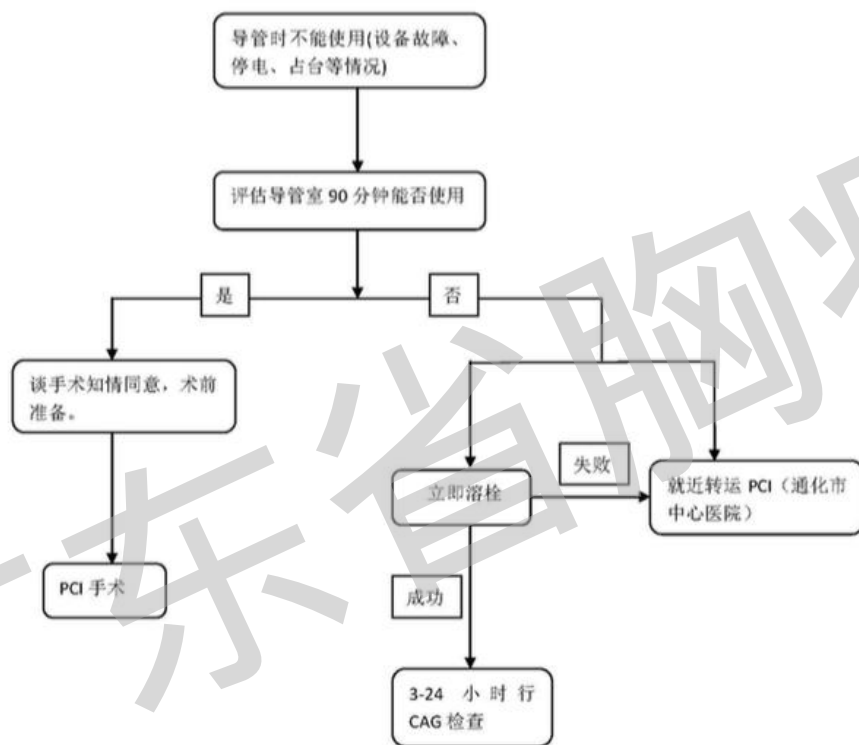 导管时不能使用(设备故障、
停电、占台等情况)
评估导管室 90 分钟能否使用
是
否
谈手术知情同意，术前
准备。
失败
立即溶栓
就近转运 PCI（通化市
中心医院）
PCI 手术
成功
3-24 小时行
CAG 检查
东省胸